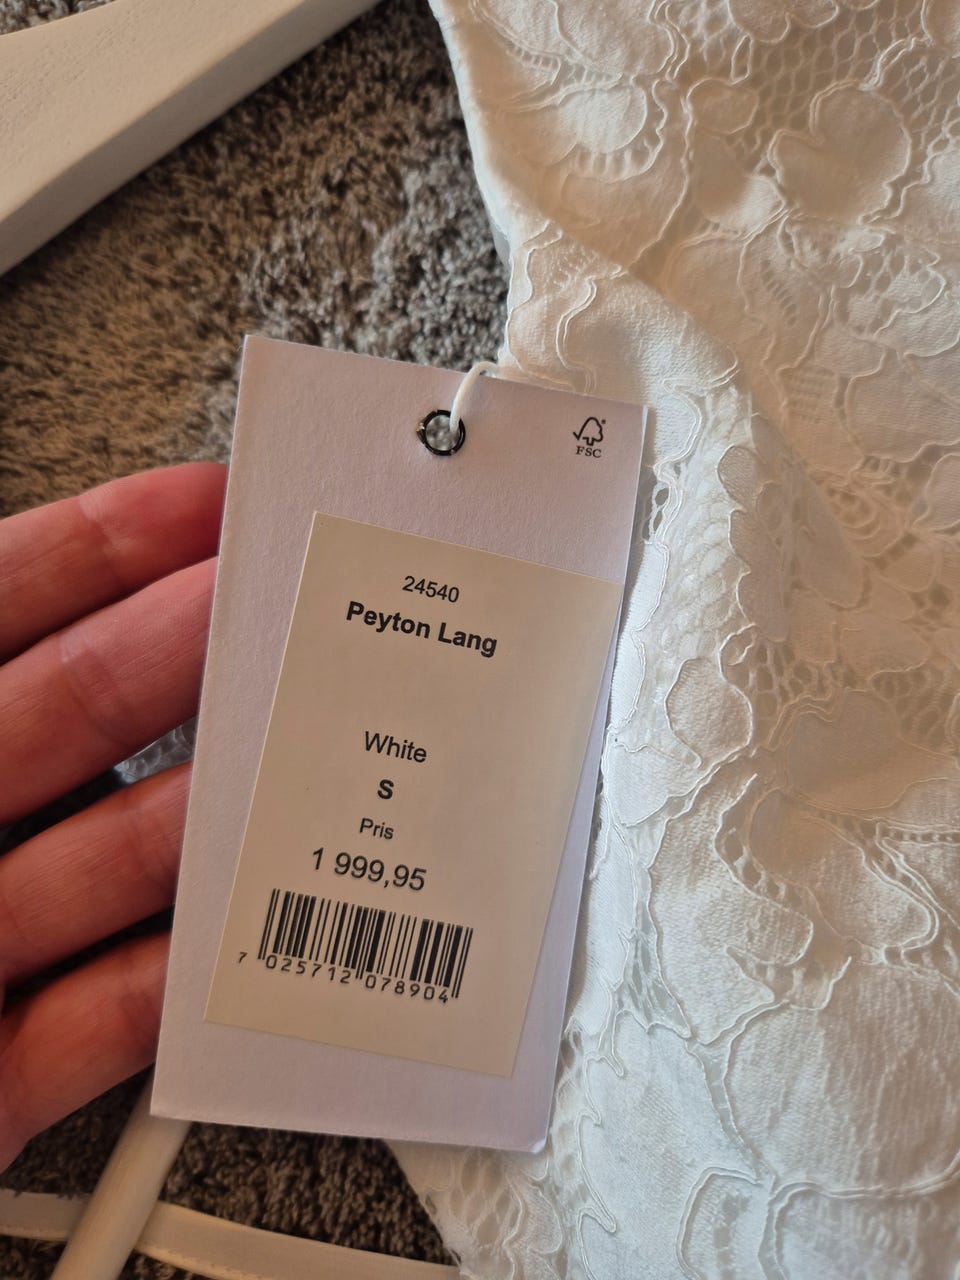 FSC
24540
Peyton Lang
White
S
Pris
1 999,95
7 025712 078904